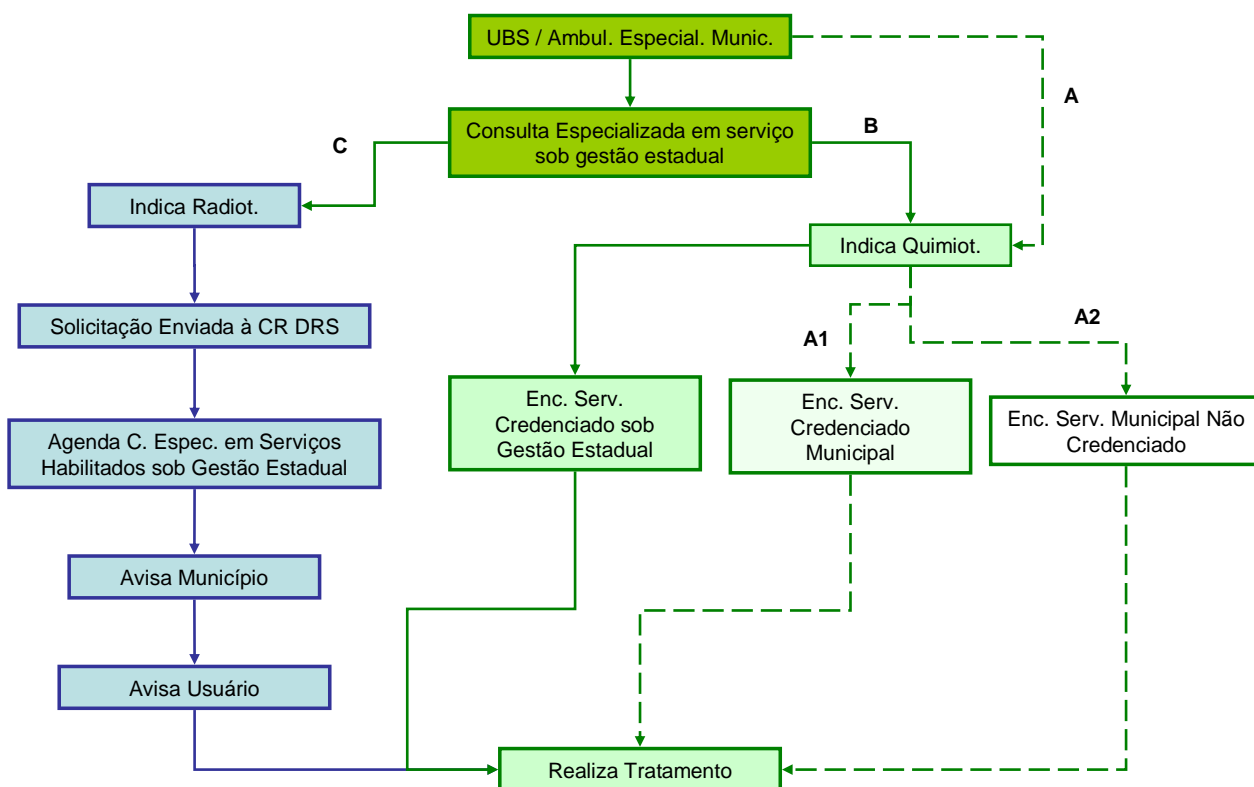 UBS / Ambul. Especial. Munic.
A
Consulta Especializada em serviço
sob gestão estadual
B
C
Indica Radiot.
Indica Quimiot.
Solicitação Enviada à CR DRS
A1
A2
Enc. Serv.
Credenciado sob
Gestão Estadual
Enc. Serv.
Credenciado
Municipal
Enc. Serv. Municipal Não
Credenciado
Agenda C. Espec. em Serviços
Habilitados sob Gestão Estadual
Avisa Município
Avisa Usuário
Realiza Tratamento